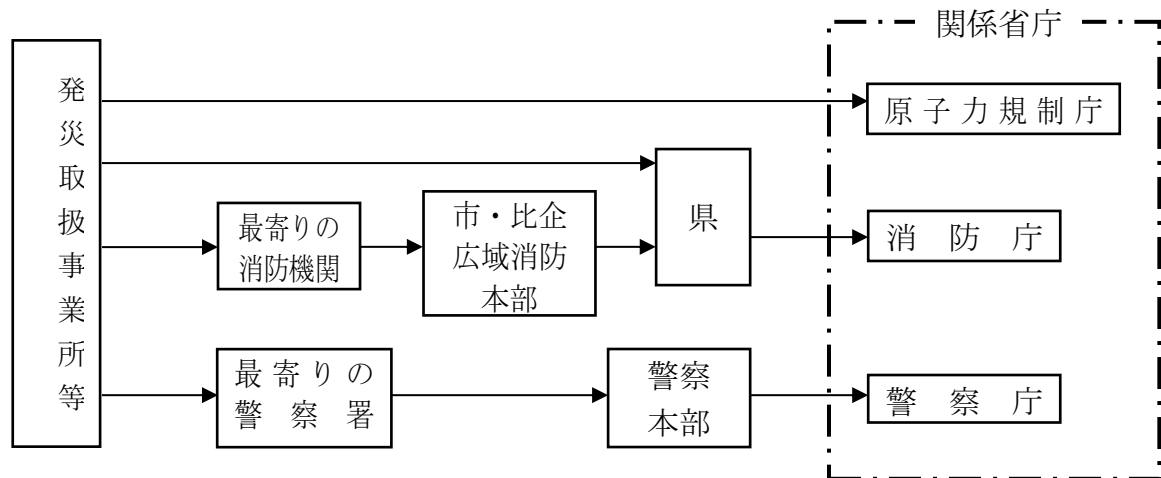 関係省庁
発災取扱事業所等
原子力規制庁
県
最寄りの
消防機関
市・比企
広域消防
本部
消防庁
最寄りの
警察署
警察
本部
警察庁